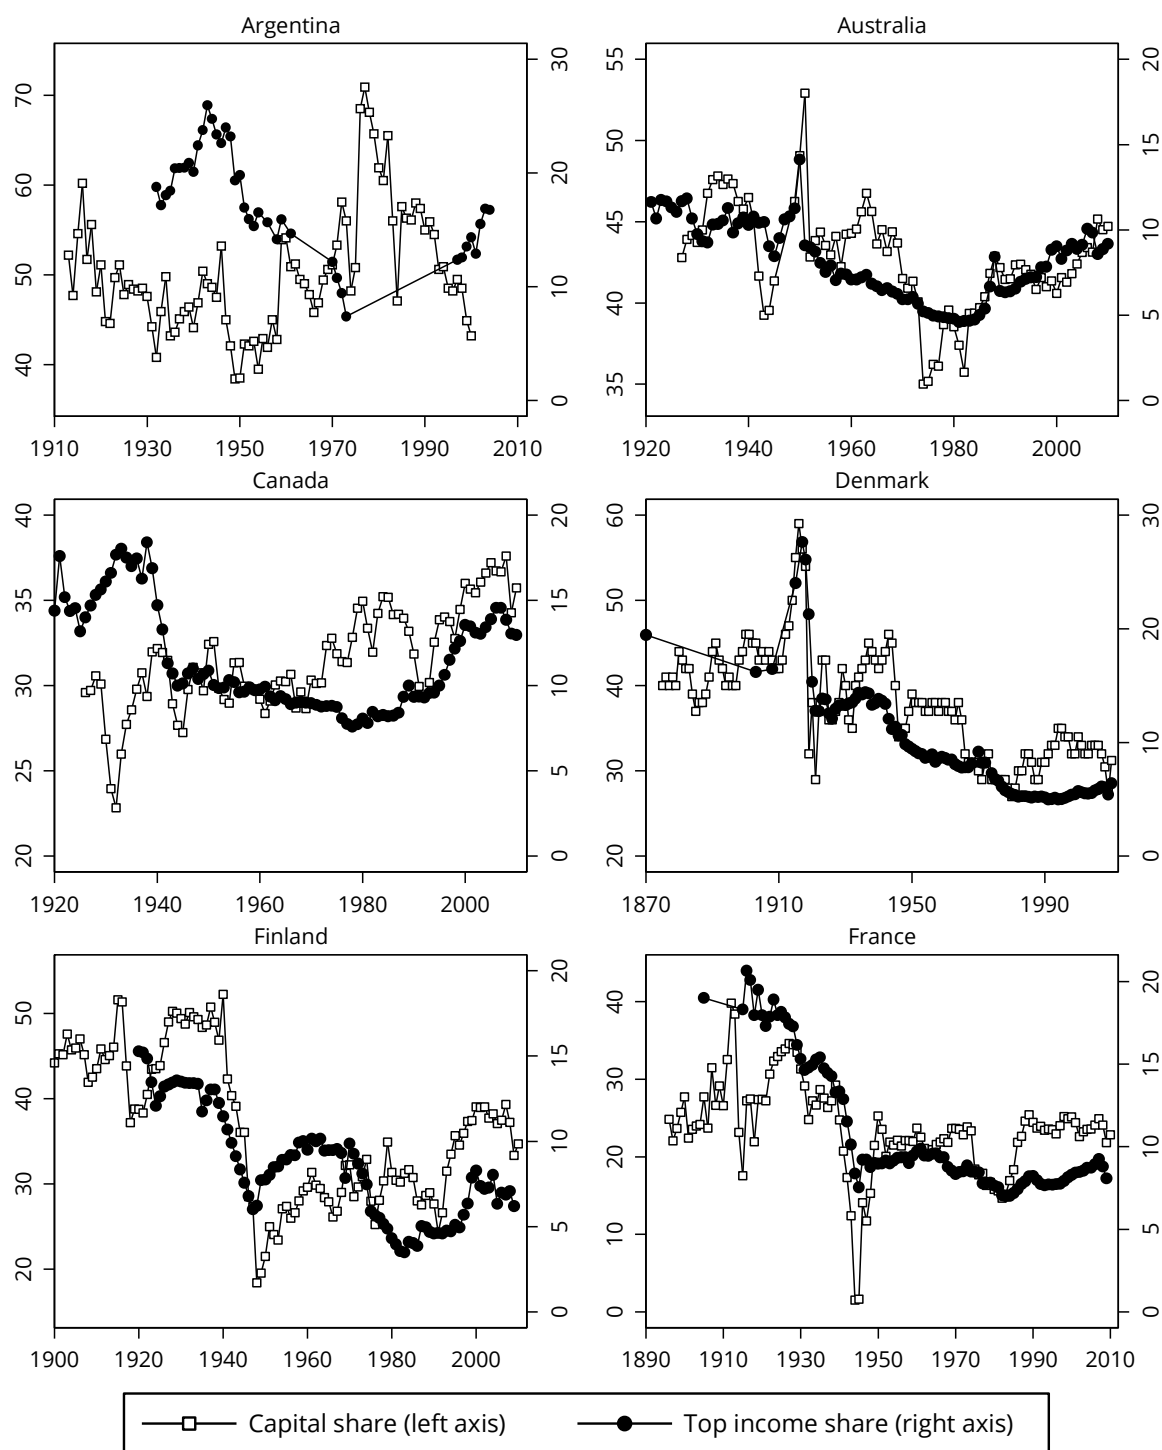 Argentina
Australia
40 50 60 70
0 10 20 30
35 40 45 50 55
0 5 10 15 20
1910 1930 1950 1970 1990 2010
1920 1940 1960 1980 2000
Canada
Denmark
20 25 30 35 40
0 5 10 15 20
20 30 40 50 60
0 10 20 30
1920 1940 1960 1980 2000
1870 1910 1950 1990
Finland
France
20 30 40 50
0 5 10 15 20
0 10 20 30 40
0 5 10 15 20
1900 1920 1940 1960 1980 2000
1890 1910 1930 1950 1970 1990 2010
Capital share (left axis)
Top income share (right axis)